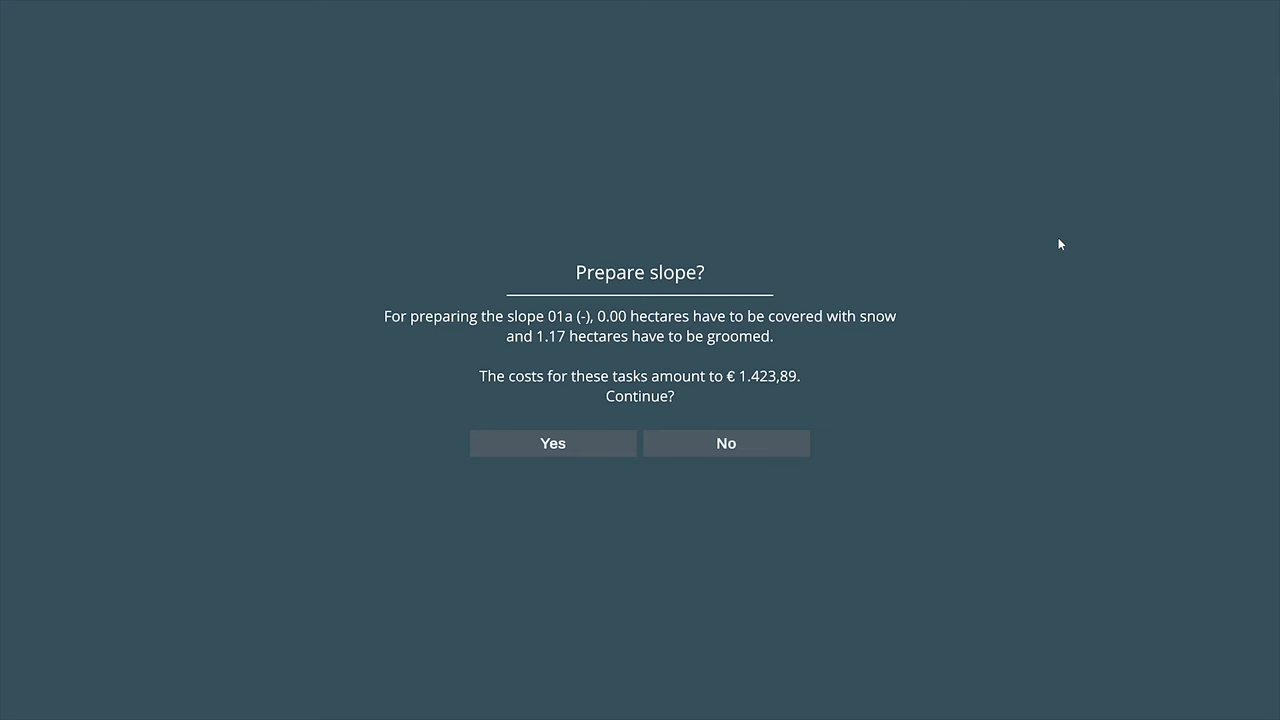 Prepare slope?
For preparing the slope 01a (-), 0.00 hectares have to be covered with snow
and 1.17 hectares have to be groomed.
The costs for these tasks amount to € 1.423,89.
Continue?
Yes
No